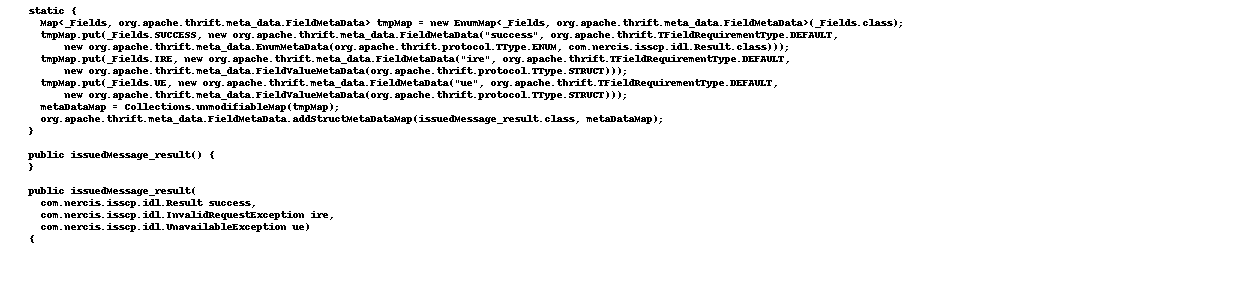 static {
Map<_Fields, org.apache.thrift.meta_data.FieldMetaData> tmpMap = new EnumMap<_Fields, org.apache.thrift.meta_data.FieldMetaData>(_Fields.class);
tmpMap.put(_Fields.SUCCESS, new org.apache.thrift.meta_data.FieldMetaData("success", org.apache.thrift.TFieldRequirementType.DEFAULT,
new org.apache.thrift.meta_data.EnumMetaData(org.apache.thrift.protocol.TType.ENUM, com.nercis.isscp.idl.Result.class)));
tmpMap.put(_Fields.IRE, new org.apache.thrift.meta_data.FieldMetaData("ire", org.apache.thrift.TFieldRequirementType.DEFAULT,
new org.apache.thrift.meta_data.FieldValueMetaData(org.apache.thrift.protocol.TType.STRUCT)));
tmpMap.put(_Fields.UE, new org.apache.thrift.meta_data.FieldMetaData("ue", org.apache.thrift.TFieldRequirementType.DEFAULT,
new org.apache.thrift.meta_data.FieldValueMetaData(org.apache.thrift.protocol.TType.STRUCT)));
metaDataMap = Collections.unmodifiableMap(tmpMap);
org.apache.thrift.meta_data.FieldMetaData.addStructMetaDataMap(issuedMessage_result.class, metaDataMap);
}
public issuedMessage_result() {
}
public issuedMessage_result(
com.nercis.isscp.idl.Result success,
com.nercis.isscp.idl.InvalidRequestException ire,
com.nercis.isscp.idl.UnavailableException ue)
{